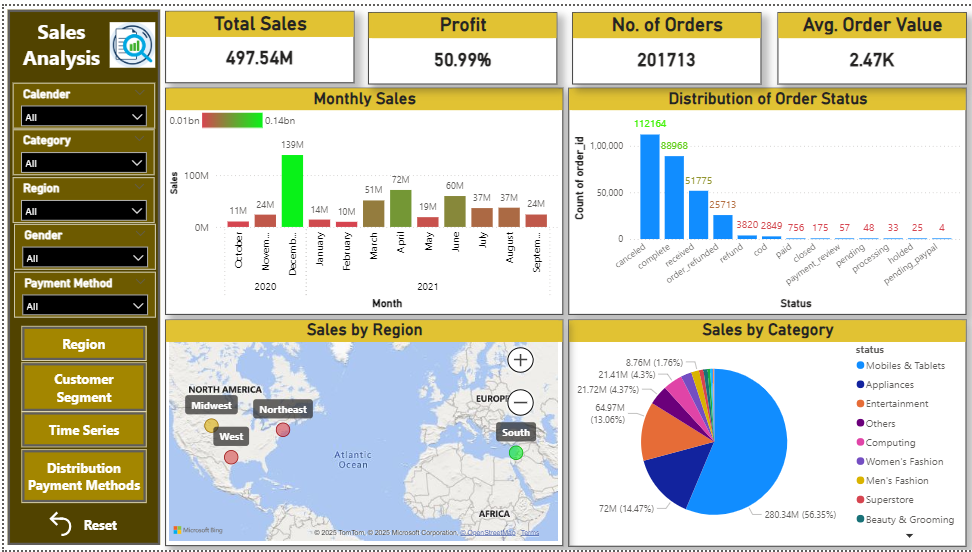 Sales
Analysis
Total Sales
497.54M
Profit
50.99%
No. of Orders
201713
Avg. Order Value
2.47K
Calender
All
Category
All
Region
All
Gender
All
Payment Method
All
Region
Customer
Segment
Time Series
Distribution
Payment Methods
Reset
Monthly Sales
0.01bn
0.14bn
Sales
100M
0M
11M
24M
139M
14M
10M
51M
72M
19M
60M
37M
37M
24M
October
Novem...
Decemb...
January
February
March
April
May
June
July
August
Septem...
2020
2021
Month
Distribution of Order Status
Count of order_id
1,00,000
50,000
0
112164
88968
51775
25713
3820
2849
756
175
57
48
33
25
4
canceled
complete
received
order_refunded
refund
cod
paid
closed
payment_review
pending
processing
holded
pending_paypal
Status
Sales by Region
NORTH AMERICA
EUROPE
Midwest
Northeast
West
South
Atlantic
Ocean
AFRICA
Microsoft Bing
© 2025 TomTom, © 2025 Microsoft Corporation, © OpenStreetMap Terms
Sales by Category
8.76M (1.76%)
21.41M (4.3%)
21.72M (4.37%)
64.97M
(13.06%)
72M (14.47%)
280.34M (56.35%)
status
Mobiles & Tablets
Appliances
Entertainment
Others
Computing
Women's Fashion
Men's Fashion
Superstore
Beauty & Grooming